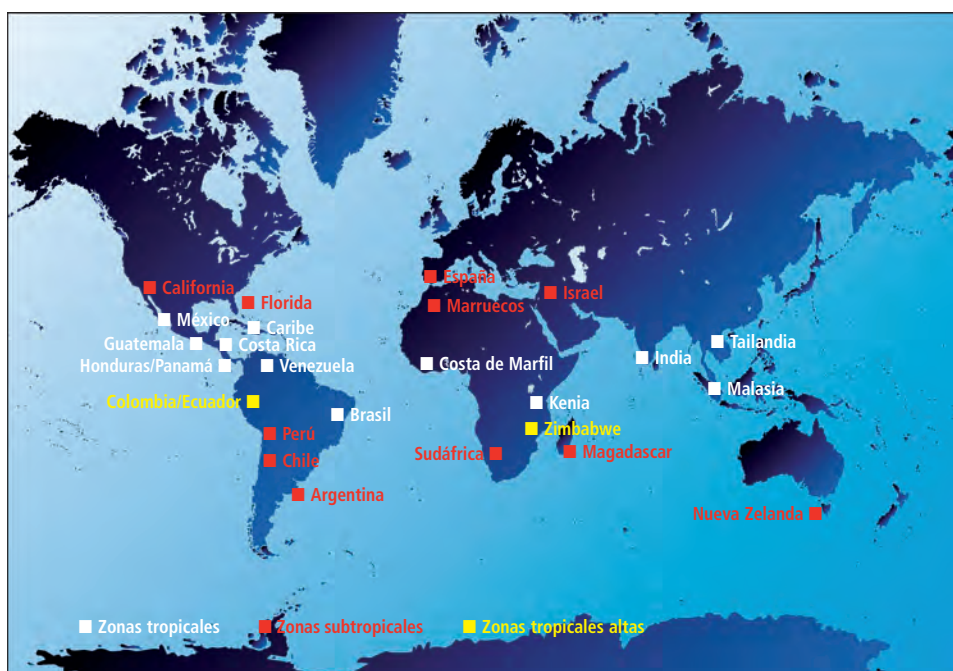 España
California
Israel
Florida
Marruecos
México
Caribe
Guatemala
Costa Rica
Tailandia
India
Honduras/Panamá
Venezuela
Costa de Marfil
Malasia
Colombia/Ecuador
Kenia
Brasil
Zimbabwe
Perú
Sudáfrica
Magadascar
Chile
Argentina
Nueva Zelanda
Zonas tropicales
Zonas subtropicales
Zonas tropicales altas